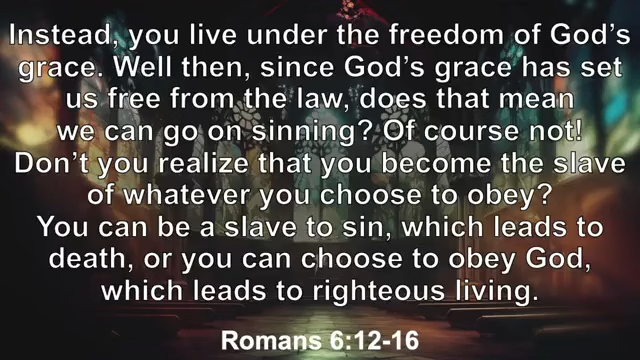 Instead, you live under the freedom of God’s
grace. Well then, since God’s grace has set
us free from the law, does that mean
we can go on sinning? Of course not!
Don’t you realize that you become the slave
of whatever you choose to obey?
You can be a slave to sin, which leads to
death, or you can choose to obey God,
which leads to righteous living.
Romans 6:12-16